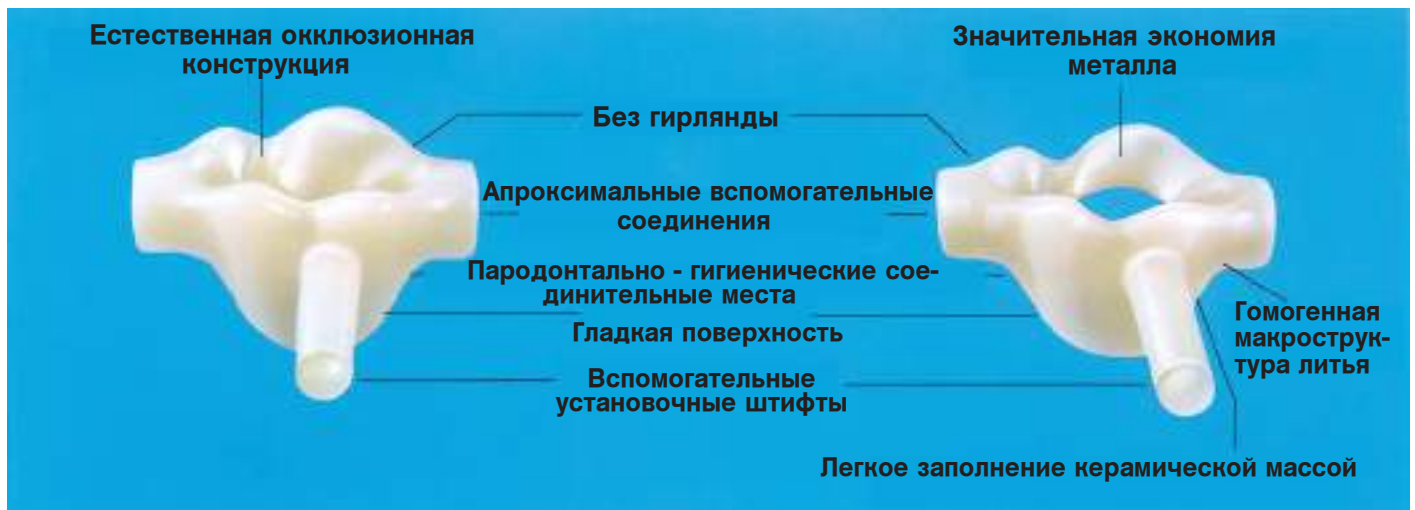 Естественная окклюзионная
конструкция
Значительная экономия
металла
Без гирлянды
Апроксимальные вспомогательные
соединения
Пародонтально - гигиенические сое-
динительные места
Гладкая поверхность
Гомогенная
макрострук-
тура литья
Вспомогательные
установочные штифты
Легкое заполнение керамической массой